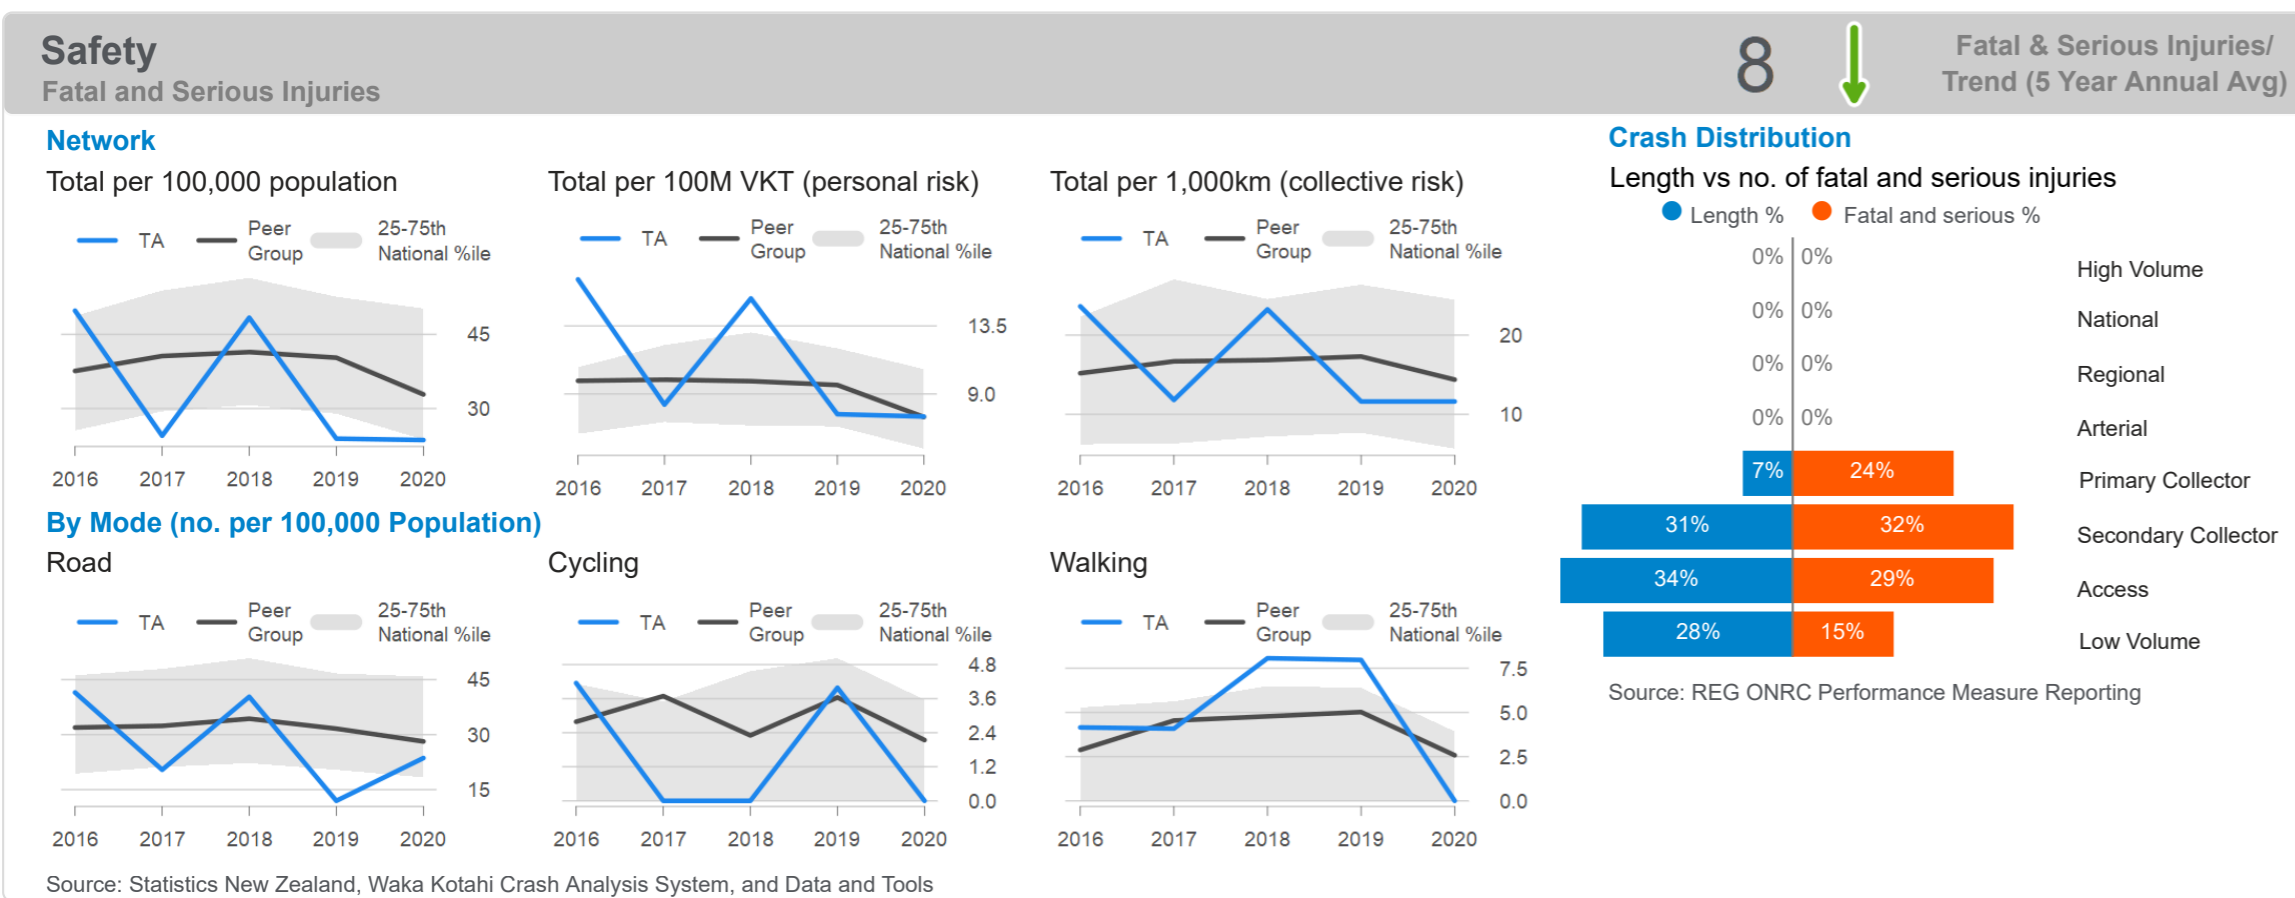 Safety
Fatal and Serious Injuries
8
Fatal & Serious Injuries/
Trend (5 Year Annual Avg)
Network
Total per 100,000 population
TA
Peer
Group
25-75th
National %ile
45
30
2016 2017 2018 2019 2020
Total per 100M VKT (personal risk)
TA
Peer
Group
25-75th
National %ile
13.5
9.0
2016 2017 2018 2019 2020
Total per 1,000km (collective risk)
TA
Peer
Group
25-75th
National %ile
20
10
2016 2017 2018 2019 2020
By Mode (no. per 100,000 Population)
Road
TA
Peer
Group
25-75th
National %ile
45
30
15
2016 2017 2018 2019 2020
Cycling
TA
Peer
Group
25-75th
National %ile
4.8
3.6
2.4
1.2
0.0
2016 2017 2018 2019 2020
Walking
TA
Peer
Group
25-75th
National %ile
7.5
5.0
2.5
0.0
2016 2017 2018 2019 2020
Source: Statistics New Zealand, Waka Kotahi Crash Analysis System, and Data and Tools
Crash Distribution
Length vs no. of fatal and serious injuries
Length % Fatal and serious %
0% 0% High Volume
0% 0% National
0% 0% Regional
0% 0% Arterial
7% 24% Primary Collector
31% 32% Secondary Collector
34% 29% Access
28% 15% Low Volume
Source: REG ONRC Performance Measure Reporting